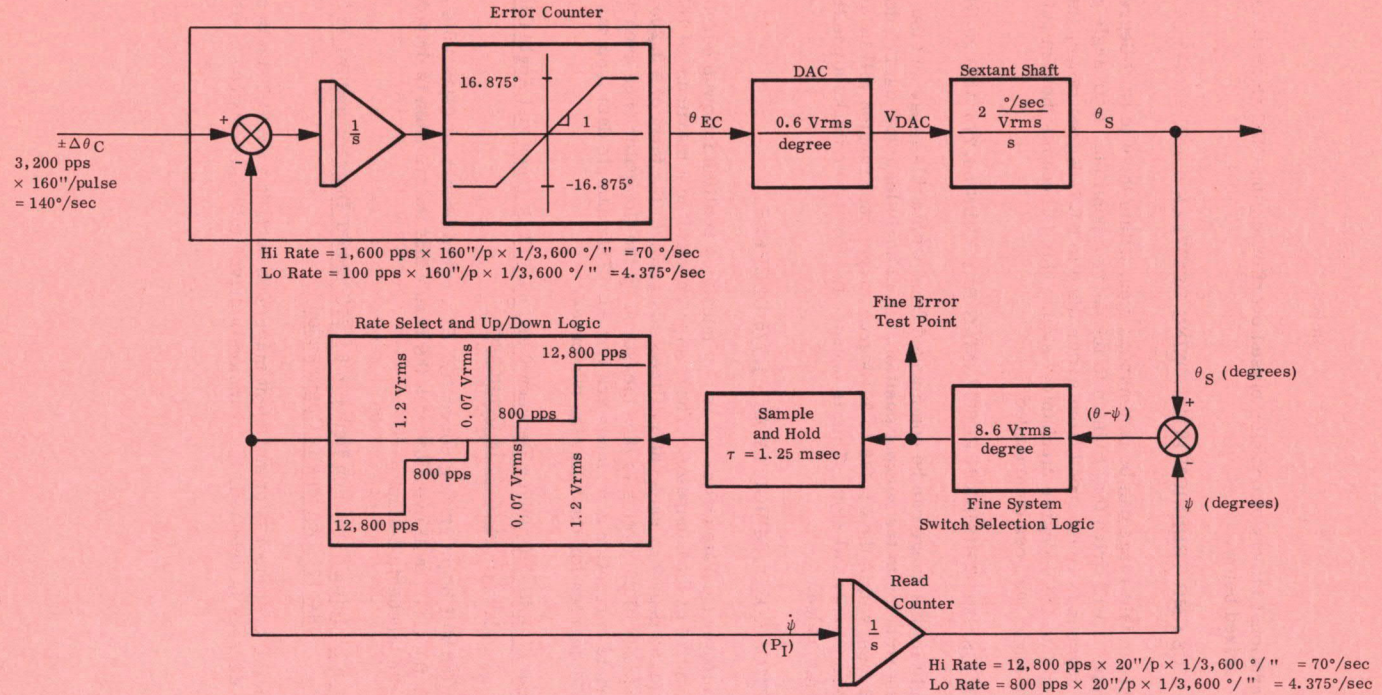 Error Counter
16.875°
1
-16.875°
1/s
+
-
±Δθ_C
3,200 pps
× 160"/pulse
= 140°/sec
θ_EC
DAC
0.6 Vrms
degree
V_DAC
Sextant Shaft
2 °/sec
Vrms
s
θ_S
Hi Rate = 1,600 pps × 160"/p × 1/3,600 °/ " = 70 °/sec
Lo Rate = 100 pps × 160"/p × 1/3,600 °/ " = 4.375°/sec
Rate Select and Up/Down Logic
1.2 Vrms
0.07 Vrms
12,800 pps
800 pps
800 pps
12,800 pps
0.07 Vrms
1.2 Vrms
Sample
and Hold
τ = 1.25 msec
Fine Error
Test Point
8.6 Vrms
degree
Fine System
Switch Selection Logic
(θ-ψ)
θ_S (degrees)
+
-
ψ (degrees)
ψ̇
(P_I)
Read
Counter
1/s
Hi Rate = 12,800 pps × 20"/p × 1/3,600 °/ " = 70°/sec
Lo Rate = 800 pps × 20"/p × 1/3,600 °/ " = 4.375°/sec